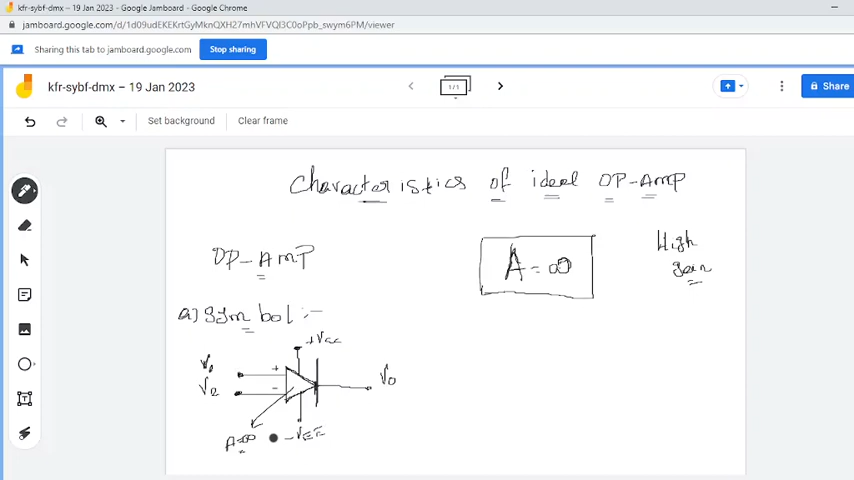 kfr-sybf-dmx – 19 Jan 2023 - Google Jamboard - Google Chrome
jamboard.google.com/d/1d09udEKEKrtGyMknQXH27mhVFVQI3C0oPpb_swym6PM/viewer
Sharing this tab to jamboard.google.com Stop sharing
kfr-sybf-dmx – 19 Jan 2023 1/1 Share
Set background Clear frame
Characteristics of ideal OP-AMP
OP-AMP
A = ∞
High
Gain
a) Symbol :-
+VCC
V1 +
V2 - VO
A=∞ -VEE